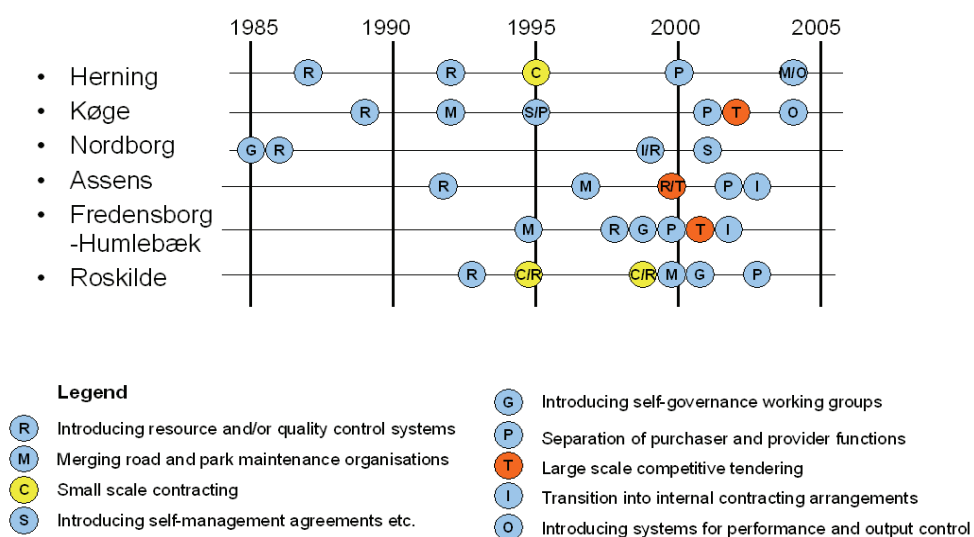 1985 1990 1995 2000 2005
• Herning R R C P M/O
• Køge R M S/P P T O
• Nordborg G R I/R S
• Assens R M R/T P I
• Fredensborg
-Humlebæk M R G P T I
• Roskilde R C/R C/R M G P
Legend
R Introducing resource and/or quality control systems
M Merging road and park maintenance organisations
C Small scale contracting
S Introducing self-management agreements etc.
G Introducing self-governance working groups
P Separation of purchaser and provider functions
T Large scale competitive tendering
I Transition into internal contracting arrangements
O Introducing systems for performance and output control